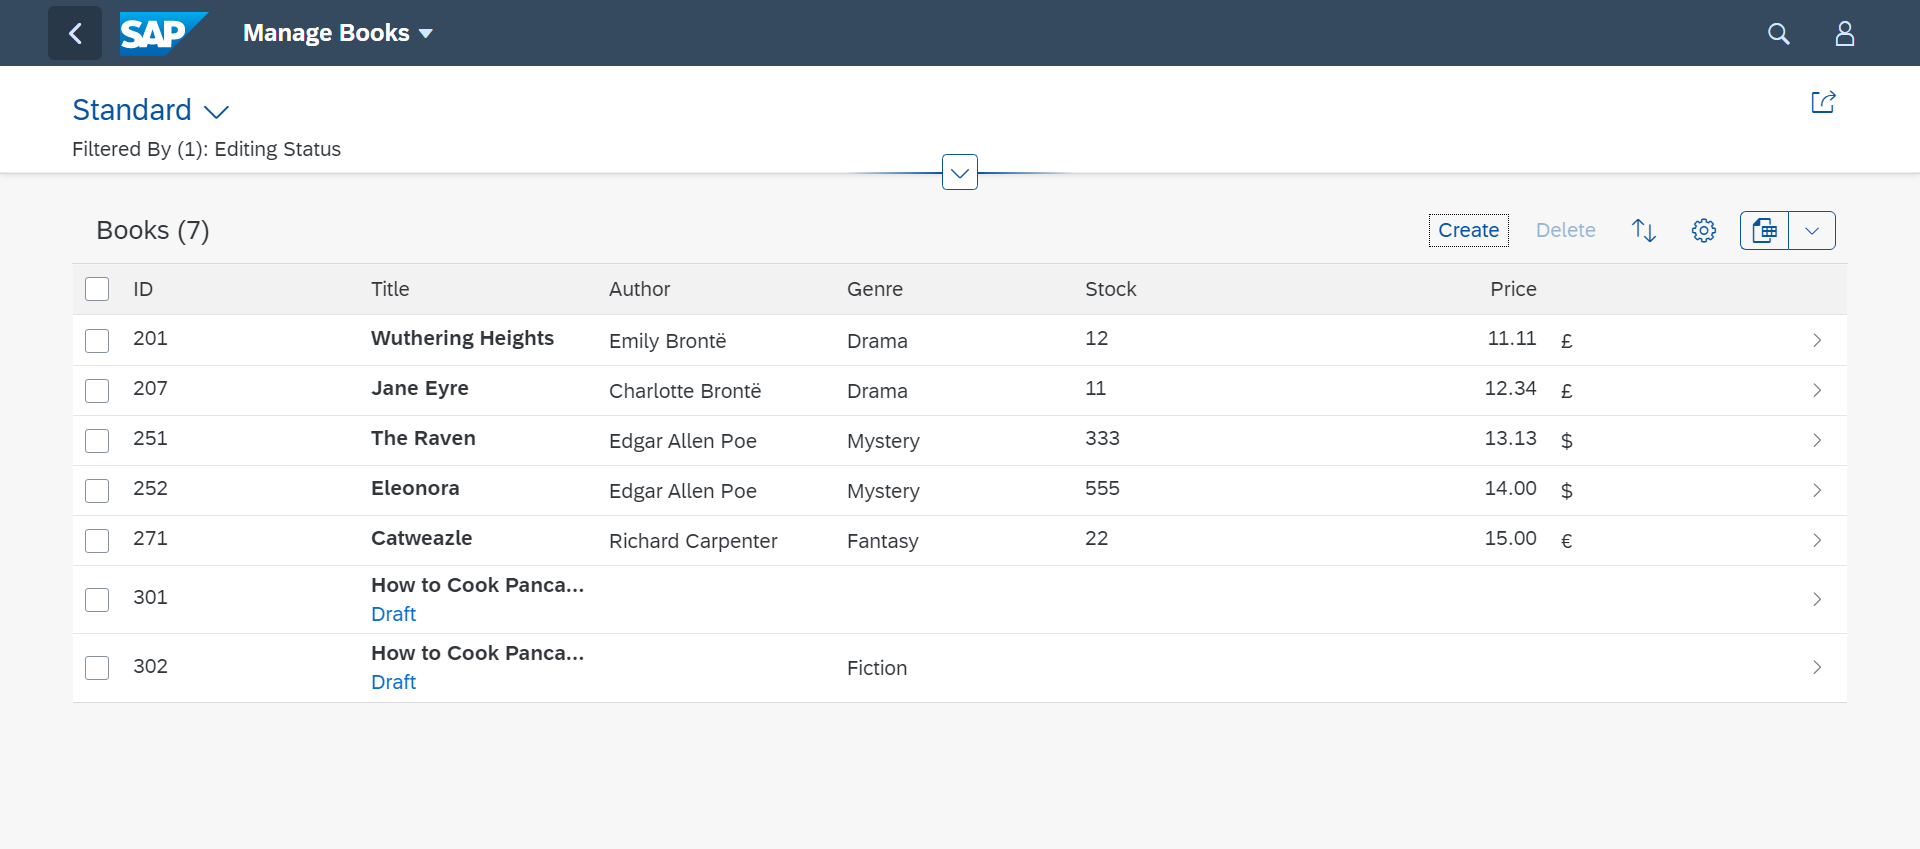 SAP Manage Books
Standard
Filtered By (1): Editing Status
Books (7) Create Delete
ID Title Author Genre Stock Price
201 Wuthering Heights Emily Brontë Drama 12 11.11 £
207 Jane Eyre Charlotte Brontë Drama 11 12.34 £
251 The Raven Edgar Allen Poe Mystery 333 13.13 $
252 Eleonora Edgar Allen Poe Mystery 555 14.00 $
271 Catweazle Richard Carpenter Fantasy 22 15.00 €
301 How to Cook Panca...
Draft
302 How to Cook Panca... Fiction
Draft